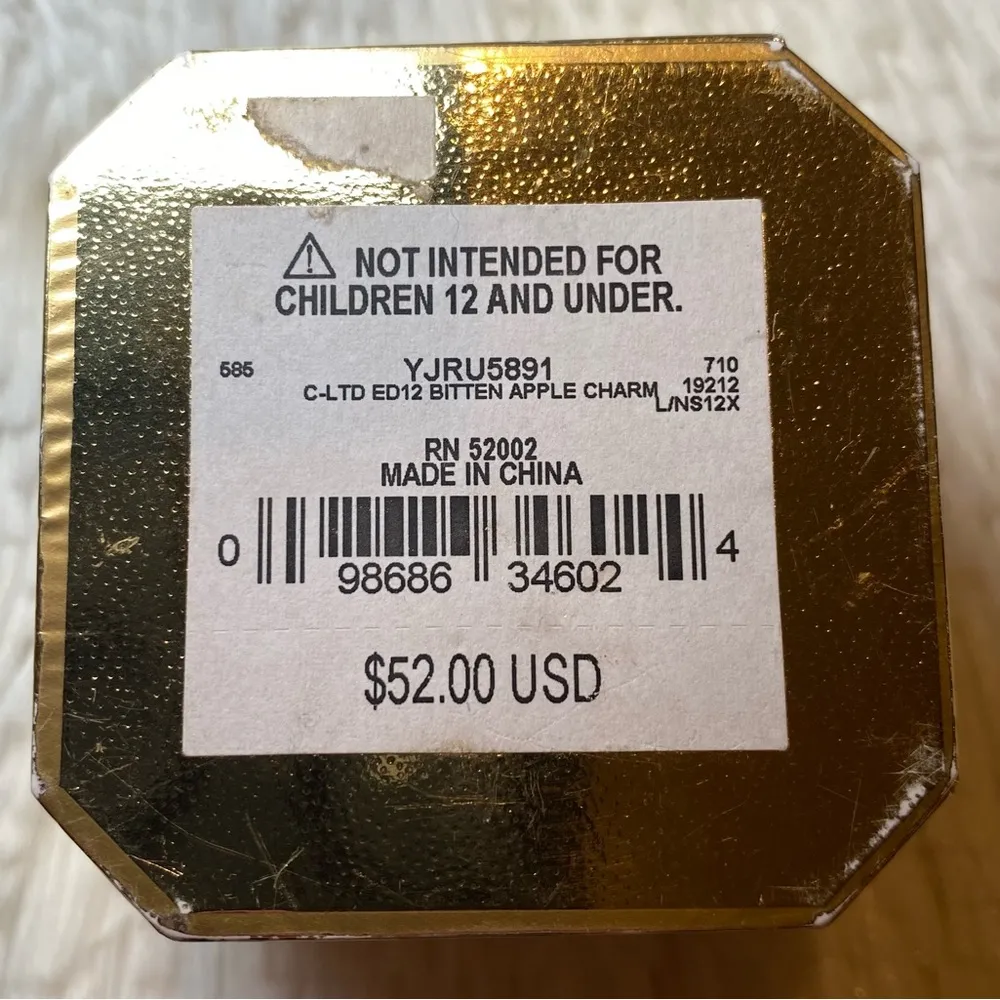 NOT INTENDED FOR
CHILDREN 12 AND UNDER.
585 YJRU5891 710
C-LTD ED12 BITTEN APPLE CHARM 19212
L/NS12X
RN 52002
MADE IN CHINA
0 98686 34602 4
$52.00 USD